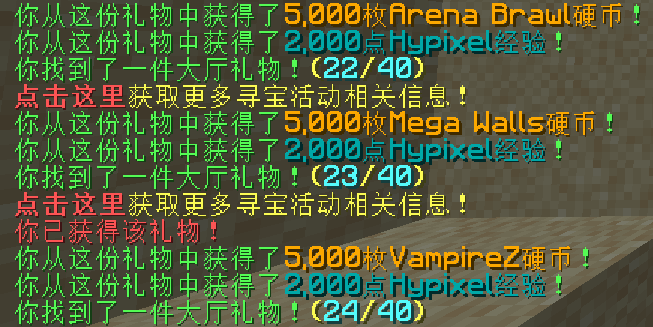 你从这份礼物中获得了5,000枚Arena Brawl硬币！
你从这份礼物中获得了2,000点Hypixel经验！
你找到了一件大厅礼物！(22/40)
点击这里获取更多寻宝活动相关信息！
你从这份礼物中获得了5,000枚Mega Walls硬币！
你从这份礼物中获得了2,000点Hypixel经验！
你找到了一件大厅礼物！(23/40)
点击这里获取更多寻宝活动相关信息！
你已获得该礼物！
你从这份礼物中获得了5,000枚VampireZ硬币！
你从这份礼物中获得了2,000点Hypixel经验！
你找到了一件大厅礼物！(24/40)